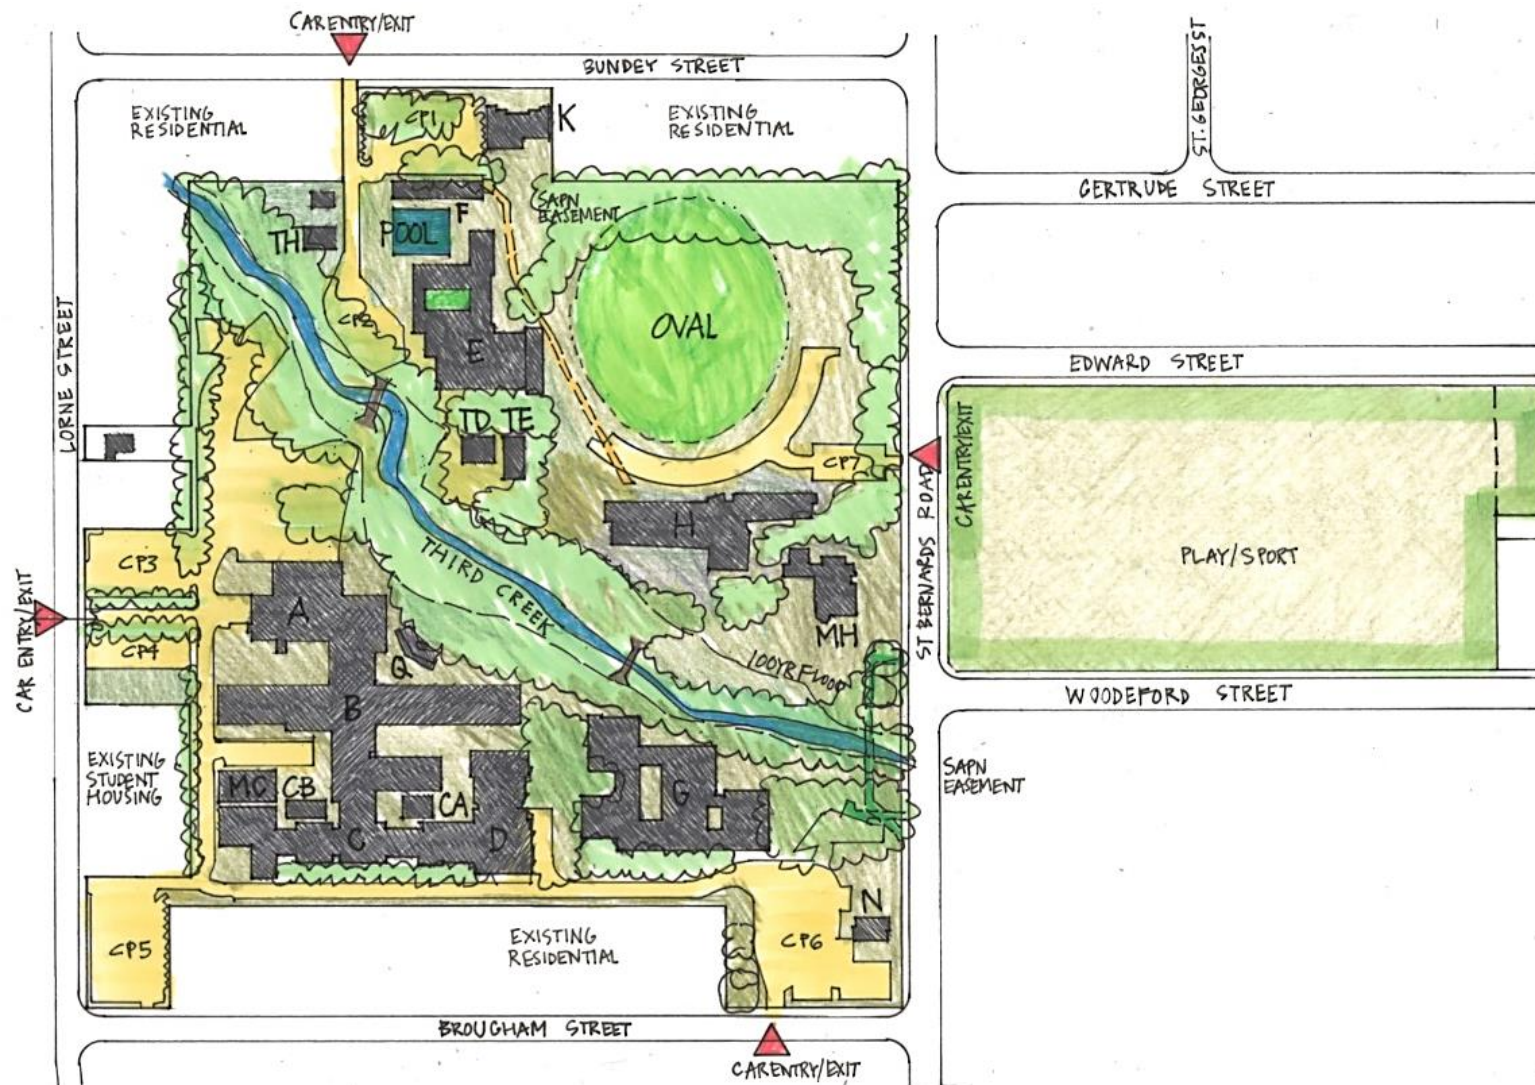 CAR ENTRY/EXIT
BUNDEY STREET
ST. GEORGES ST
EXISTING
RESIDENTIAL
CP1
K
EXISTING
RESIDENTIAL
GERTRUDE STREET
SAPN
EASEMENT
F
POOL
TH
CP2
OVAL
E
LORNE STREET
EDWARD STREET
TD TE
CP7
CAR ENTRY/EXIT
ST BERNARDS ROAD
H
PLAY/SPORT
THIRD CREEK
CP3
CAR ENTRY/EXIT
A
CP4
Q
MH
100YR FLOOD
B
WOODEFORD STREET
EXISTING
STUDENT
HOUSING
MC CB
CA
G
SAPN
EASEMENT
C
D
N
CP5
EXISTING
RESIDENTIAL
CP6
BROUGHAM STREET
CAR ENTRY/EXIT